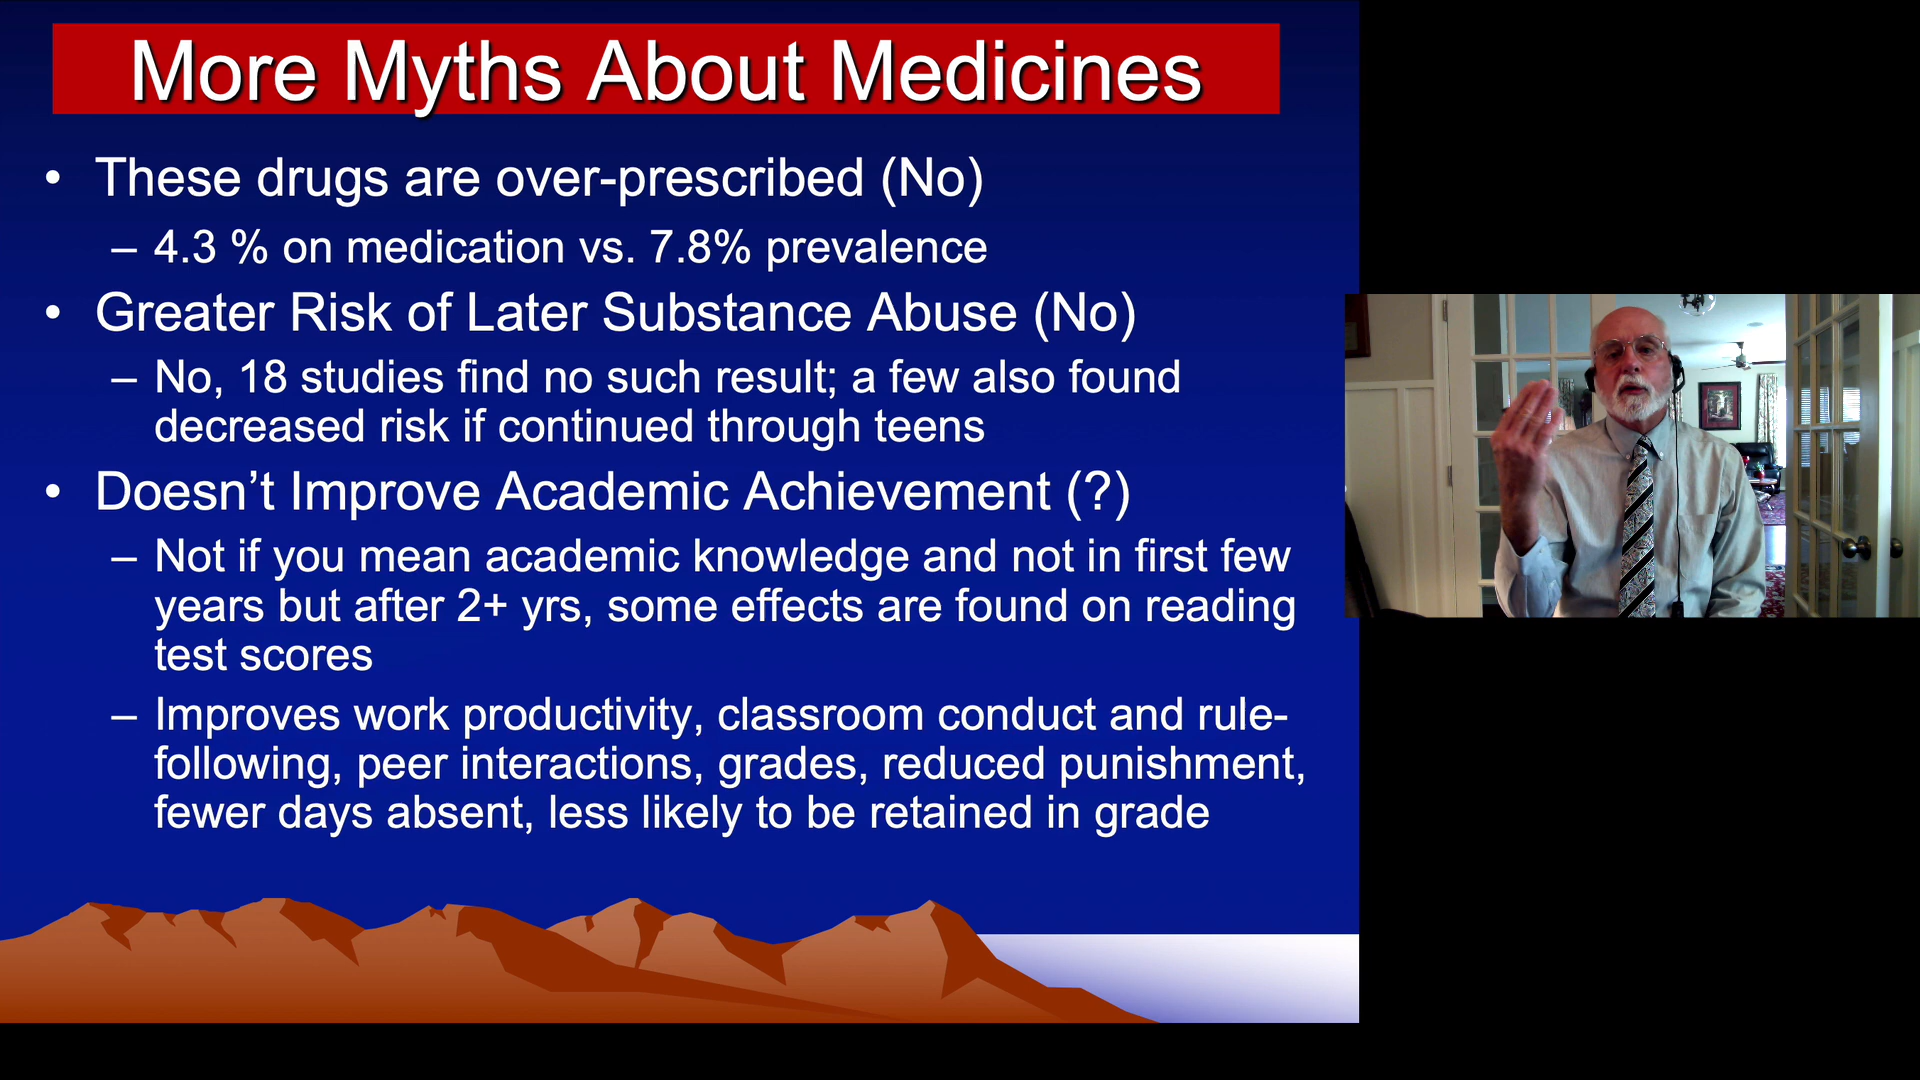 More Myths About Medicines
• These drugs are over-prescribed (No)
– 4.3 % on medication vs. 7.8% prevalence
• Greater Risk of Later Substance Abuse (No)
– No, 18 studies find no such result; a few also found
decreased risk if continued through teens
• Doesn’t Improve Academic Achievement (?)
– Not if you mean academic knowledge and not in first few
years but after 2+ yrs, some effects are found on reading
test scores
– Improves work productivity, classroom conduct and rule-
following, peer interactions, grades, reduced punishment,
fewer days absent, less likely to be retained in grade